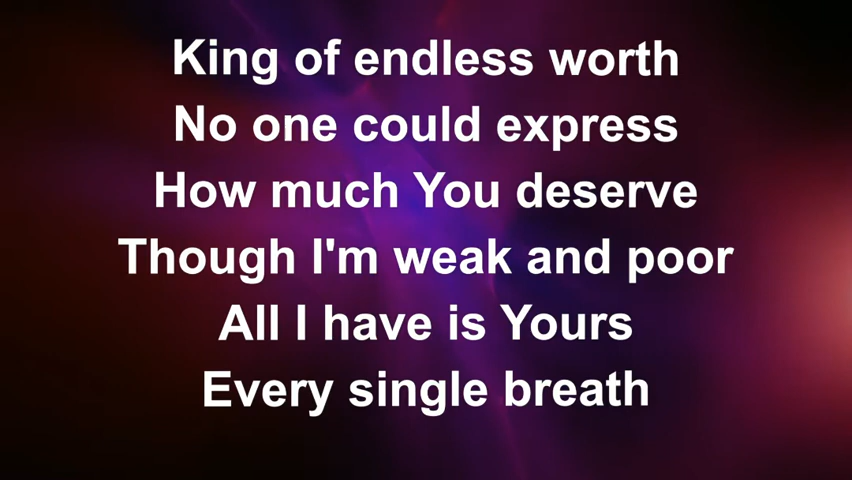 King of endless worth
No one could express
How much You deserve
Though I'm weak and poor
All I have is Yours
Every single breath